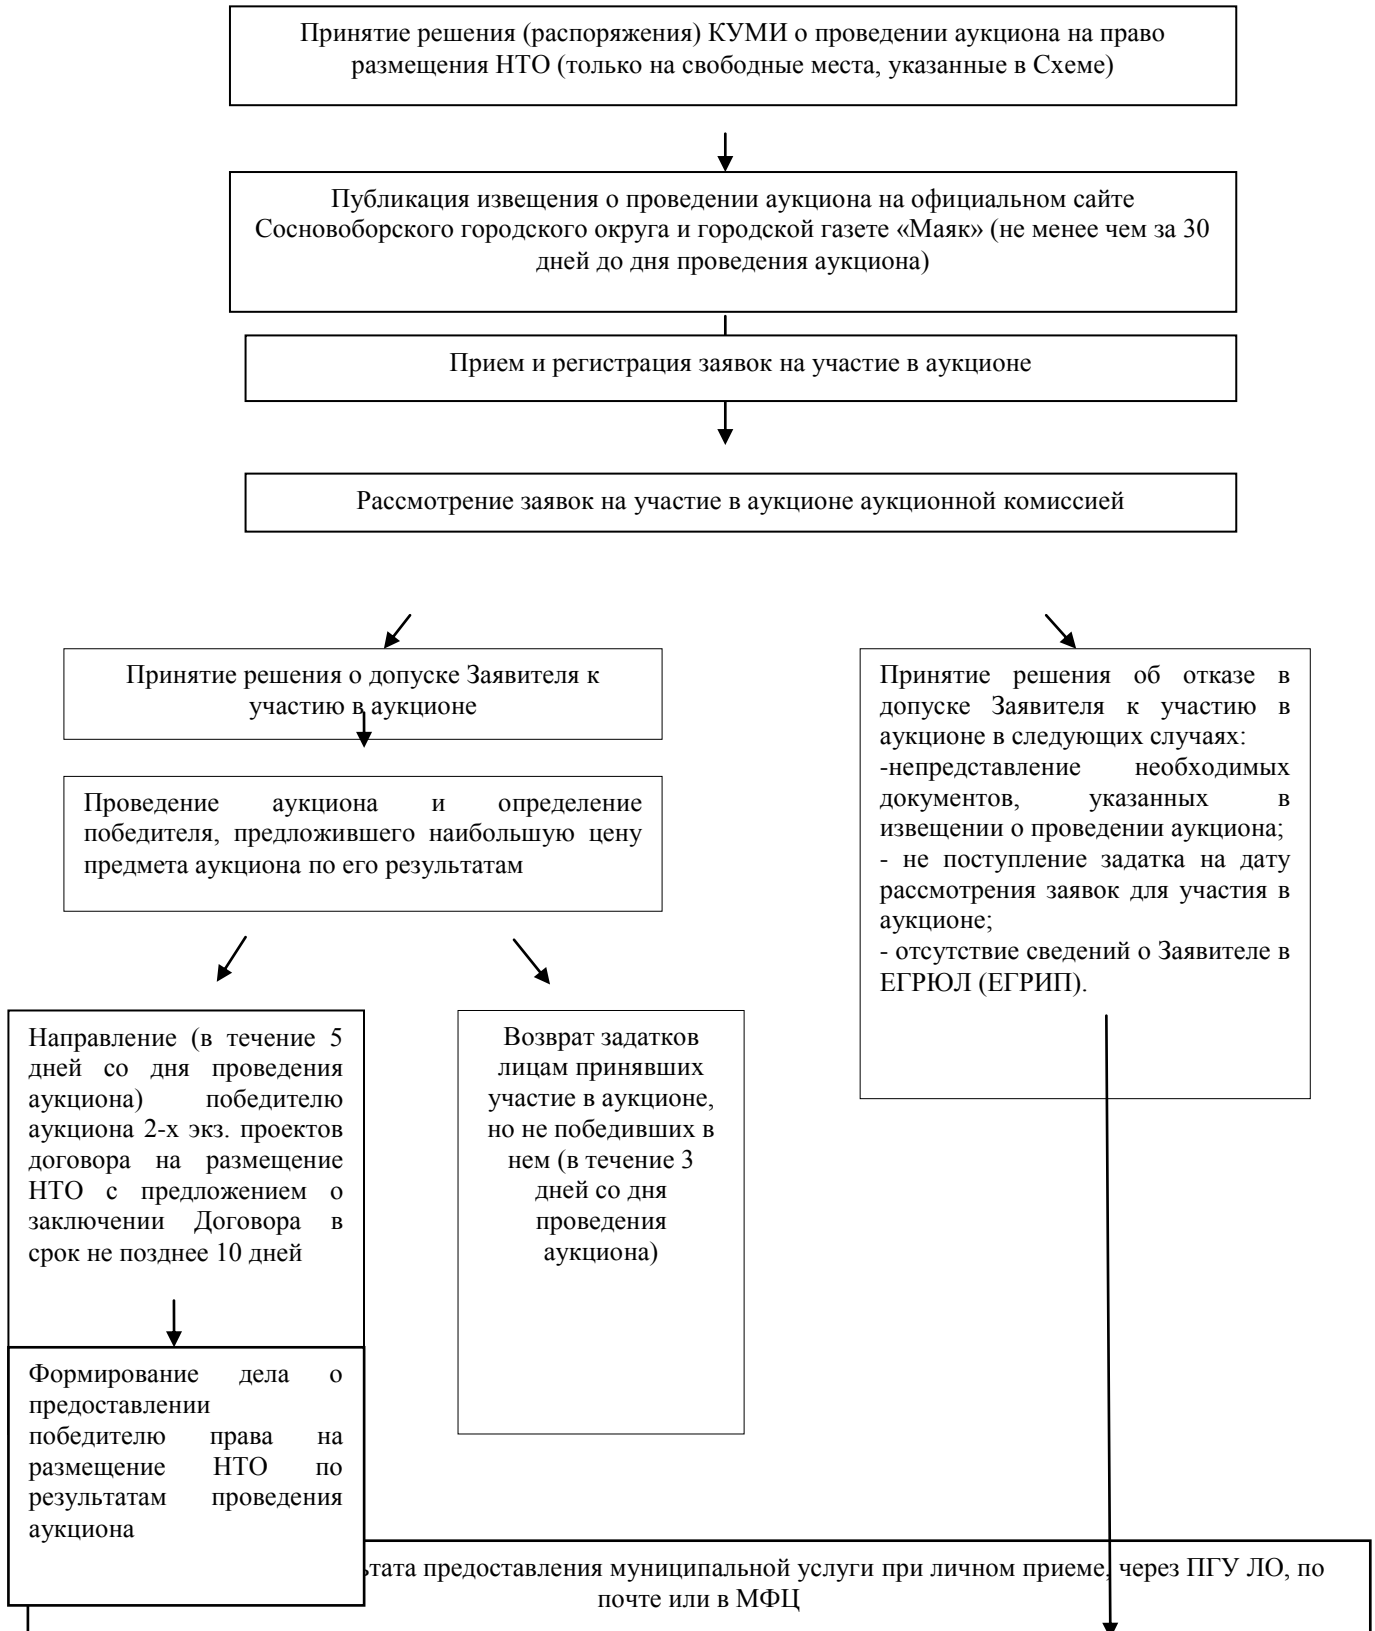 Принятие решения (распоряжения) КУМИ о проведении аукциона на право
размещения НТО (только на свободные места, указанные в Схеме)
Публикация извещения о проведении аукциона на официальном сайте
Сосновоборского городского округа и городской газете «Маяк» (не менее чем за 30
дней до дня проведения аукциона)
Прием и регистрация заявок на участие в аукционе
Рассмотрение заявок на участие в аукционе аукционной комиссией
Принятие решения о допуске Заявителя к
участию в аукционе
Проведение аукциона и определение
победителя, предложившего наибольшую цену
предмета аукциона по его результатам
Принятие решения об отказе в
допуске Заявителя к участию в
аукционе в следующих случаях:
-непредставление необходимых
документов, указанных в
извещении о проведении аукциона;
- не поступление задатка на дату
рассмотрения заявок для участия в
аукционе;
- отсутствие сведений о Заявителе в
ЕГРЮЛ (ЕГРИП).
Направление (в течение 5
дней со дня проведения
аукциона) победителю
аукциона 2-х экз. проектов
договора на размещение
НТО с предложением о
заключении Договора в
срок не позднее 10 дней
Возврат задатков
лицам принявших
участие в аукционе,
но не победивших в
нем (в течение 3
дней со дня
проведения
аукциона)
Формирование дела о
предоставлении
победителю права на
размещение НТО по
результатам проведения
аукциона
предоставления муниципальной услуги при личном приеме, через ПГУ ЛО, по
почте или в МФЦ